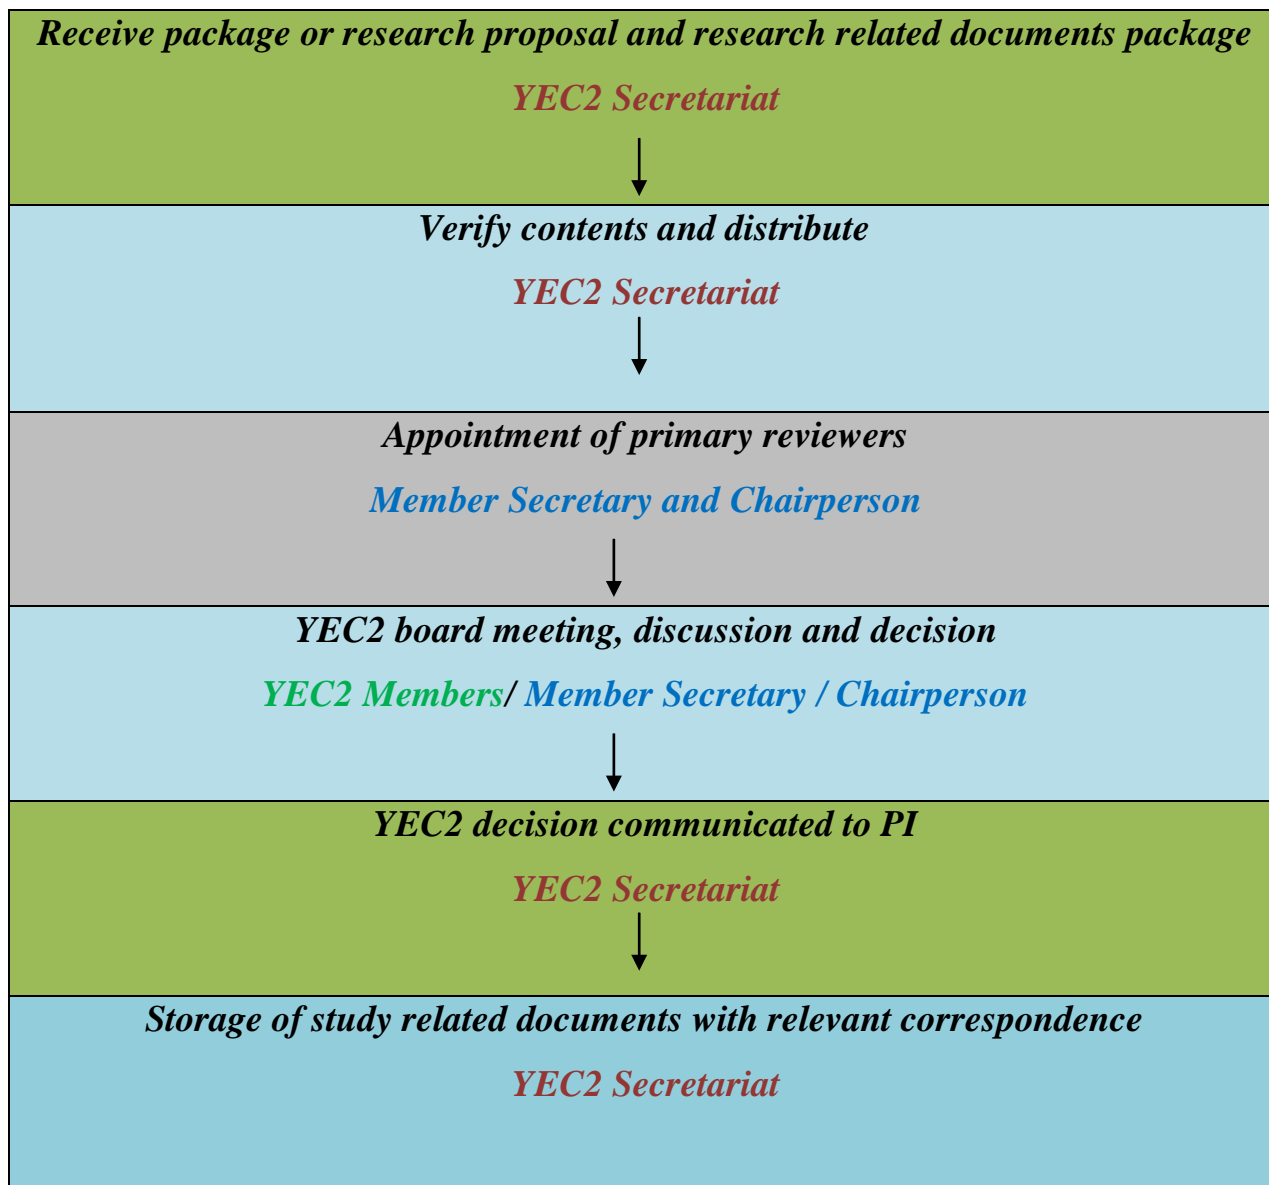 Receive package or research proposal and research related documents package
YEC2 Secretariat
Verify contents and distribute
YEC2 Secretariat
Appointment of primary reviewers
Member Secretary and Chairperson
YEC2 board meeting, discussion and decision
YEC2 Members/ Member Secretary / Chairperson
YEC2 decision communicated to PI
YEC2 Secretariat
Storage of study related documents with relevant correspondence
YEC2 Secretariat